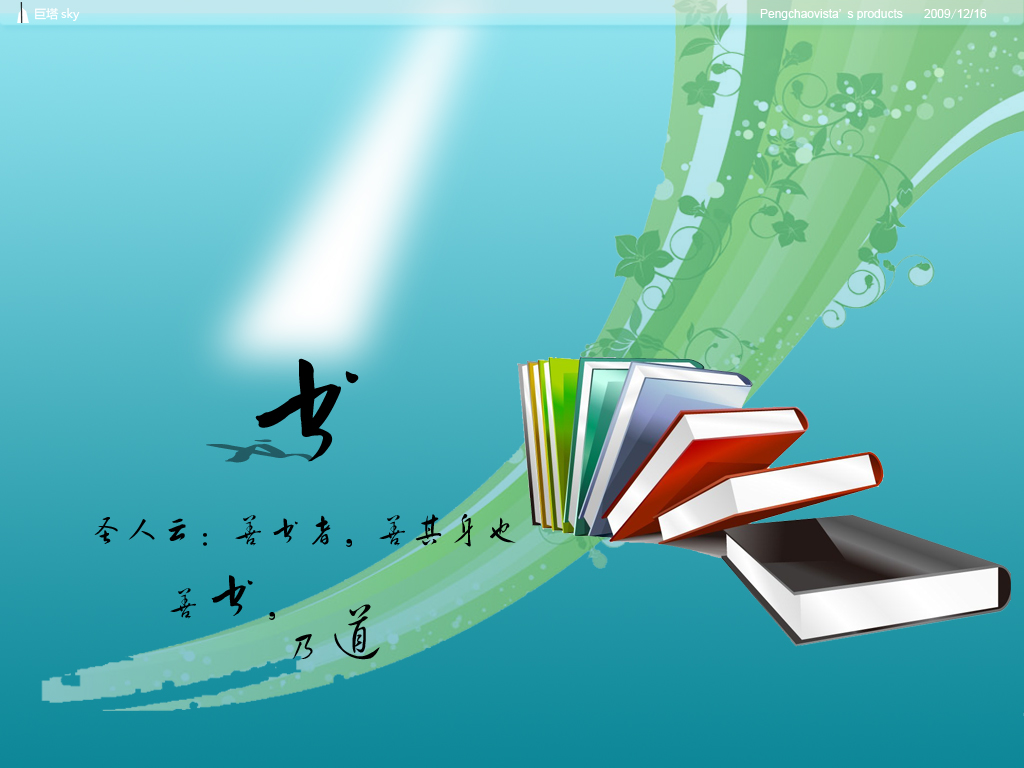 巨塔 sky
Pengchaovista' s products 2009/12/16
书
圣人云：善书者，善其身也
善书，
乃道